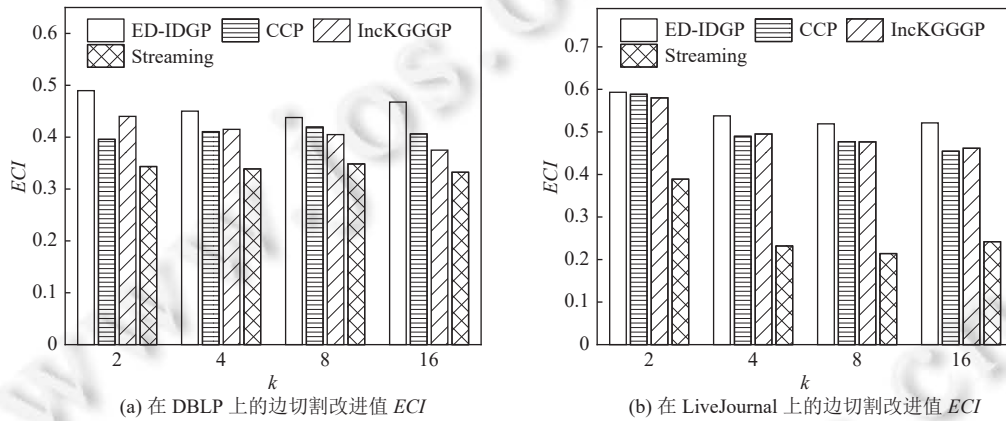 0.6
0.5
0.4
0.3
0.2
0.1
0
ECI
ED-IDGP CCP IncKGGGP
Streaming
2 4 8 16
k
(a) 在 DBLP 上的边切割改进值 ECI
0.7
0.6
0.5
0.4
0.3
0.2
0.1
0
ECI
ED-IDGP CCP IncKGGGP
Streaming
2 4 8 16
k
(b) 在 LiveJournal 上的边切割改进值 ECI